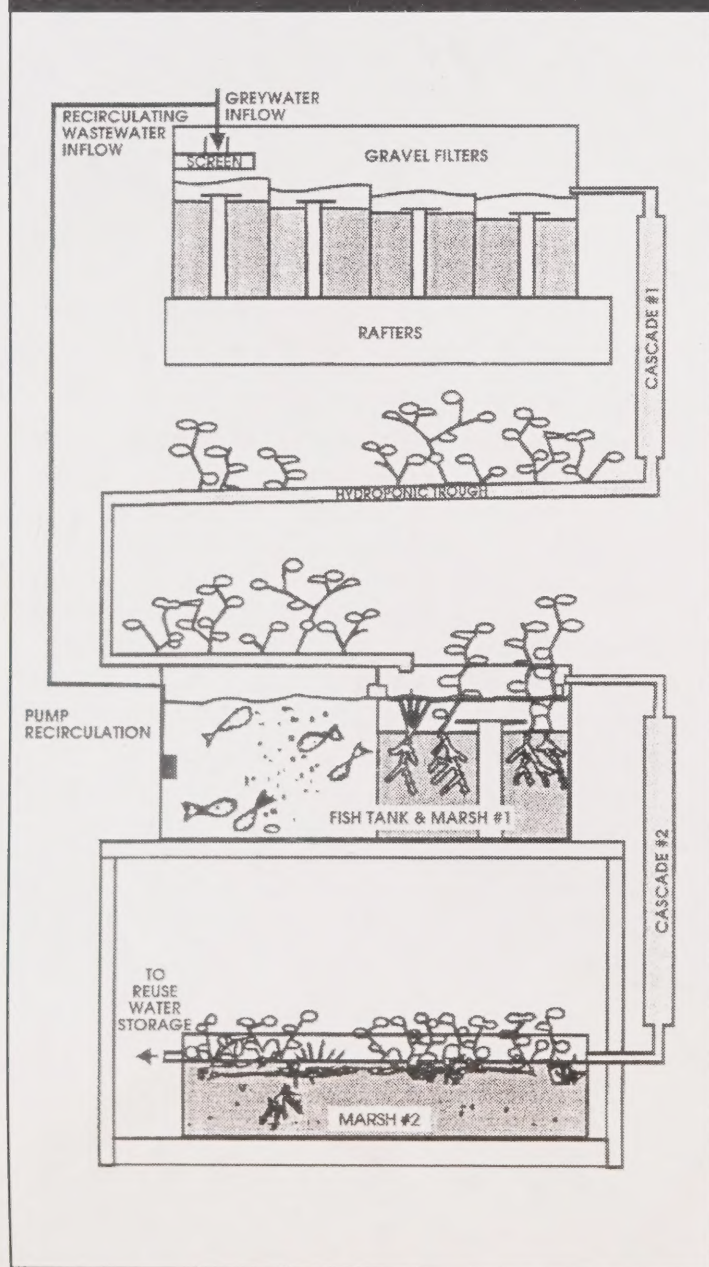 GREYWATER
INFLOW
RECIRCULATING
WASTEWATER
INFLOW
SCREEN
GRAVEL FILTERS
RAFTERS
CASCADE #1
HYDROPONIC TROUGH
PUMP
RECIRCULATION
FISH TANK & MARSH #1
CASCADE #2
TO
REUSE
WATER
STORAGE
MARSH #2